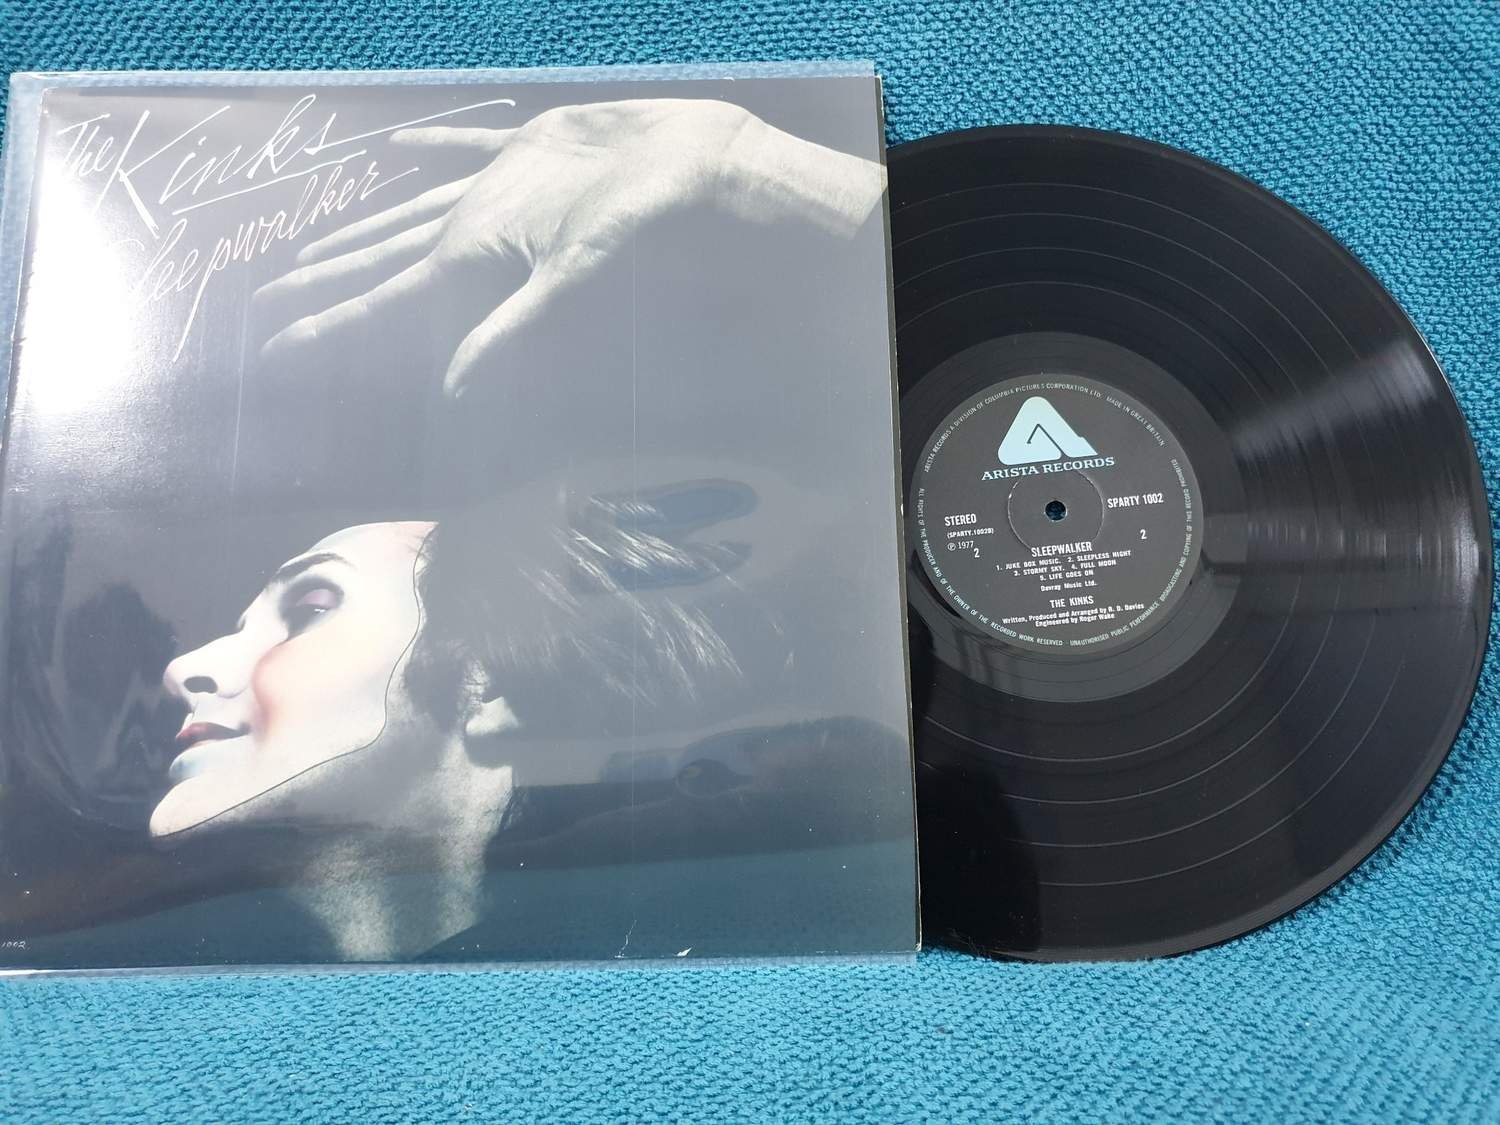 The Kinks
Sleepwalker
1002
ARISTA RECORDS A DIVISION OF COLUMBIA PICTURES CORPORATION LTD. MADE IN GREAT BRITAIN
ARISTA RECORDS
SPARTY 1002
STEREO
(SPARTY.1002B)
℗ 1977
2
2
SLEEPWALKER
1. JUKE BOX MUSIC. 2. SLEEPLESS NIGHT
3. STORMY SKY. 4. FULL MOON
5. LIFE GOES ON
Davray Music Ltd.
THE KINKS
Written, Produced and Arranged by R. D. Davies
Engineered by Roger Wake
ALL RIGHTS OF THE PRODUCER AND OF THE OWNER OF THE RECORDED WORK RESERVED · UNAUTHORISED PUBLIC PERFORMANCE BROADCASTING AND COPYING OF THIS RECORD PROHIBITED